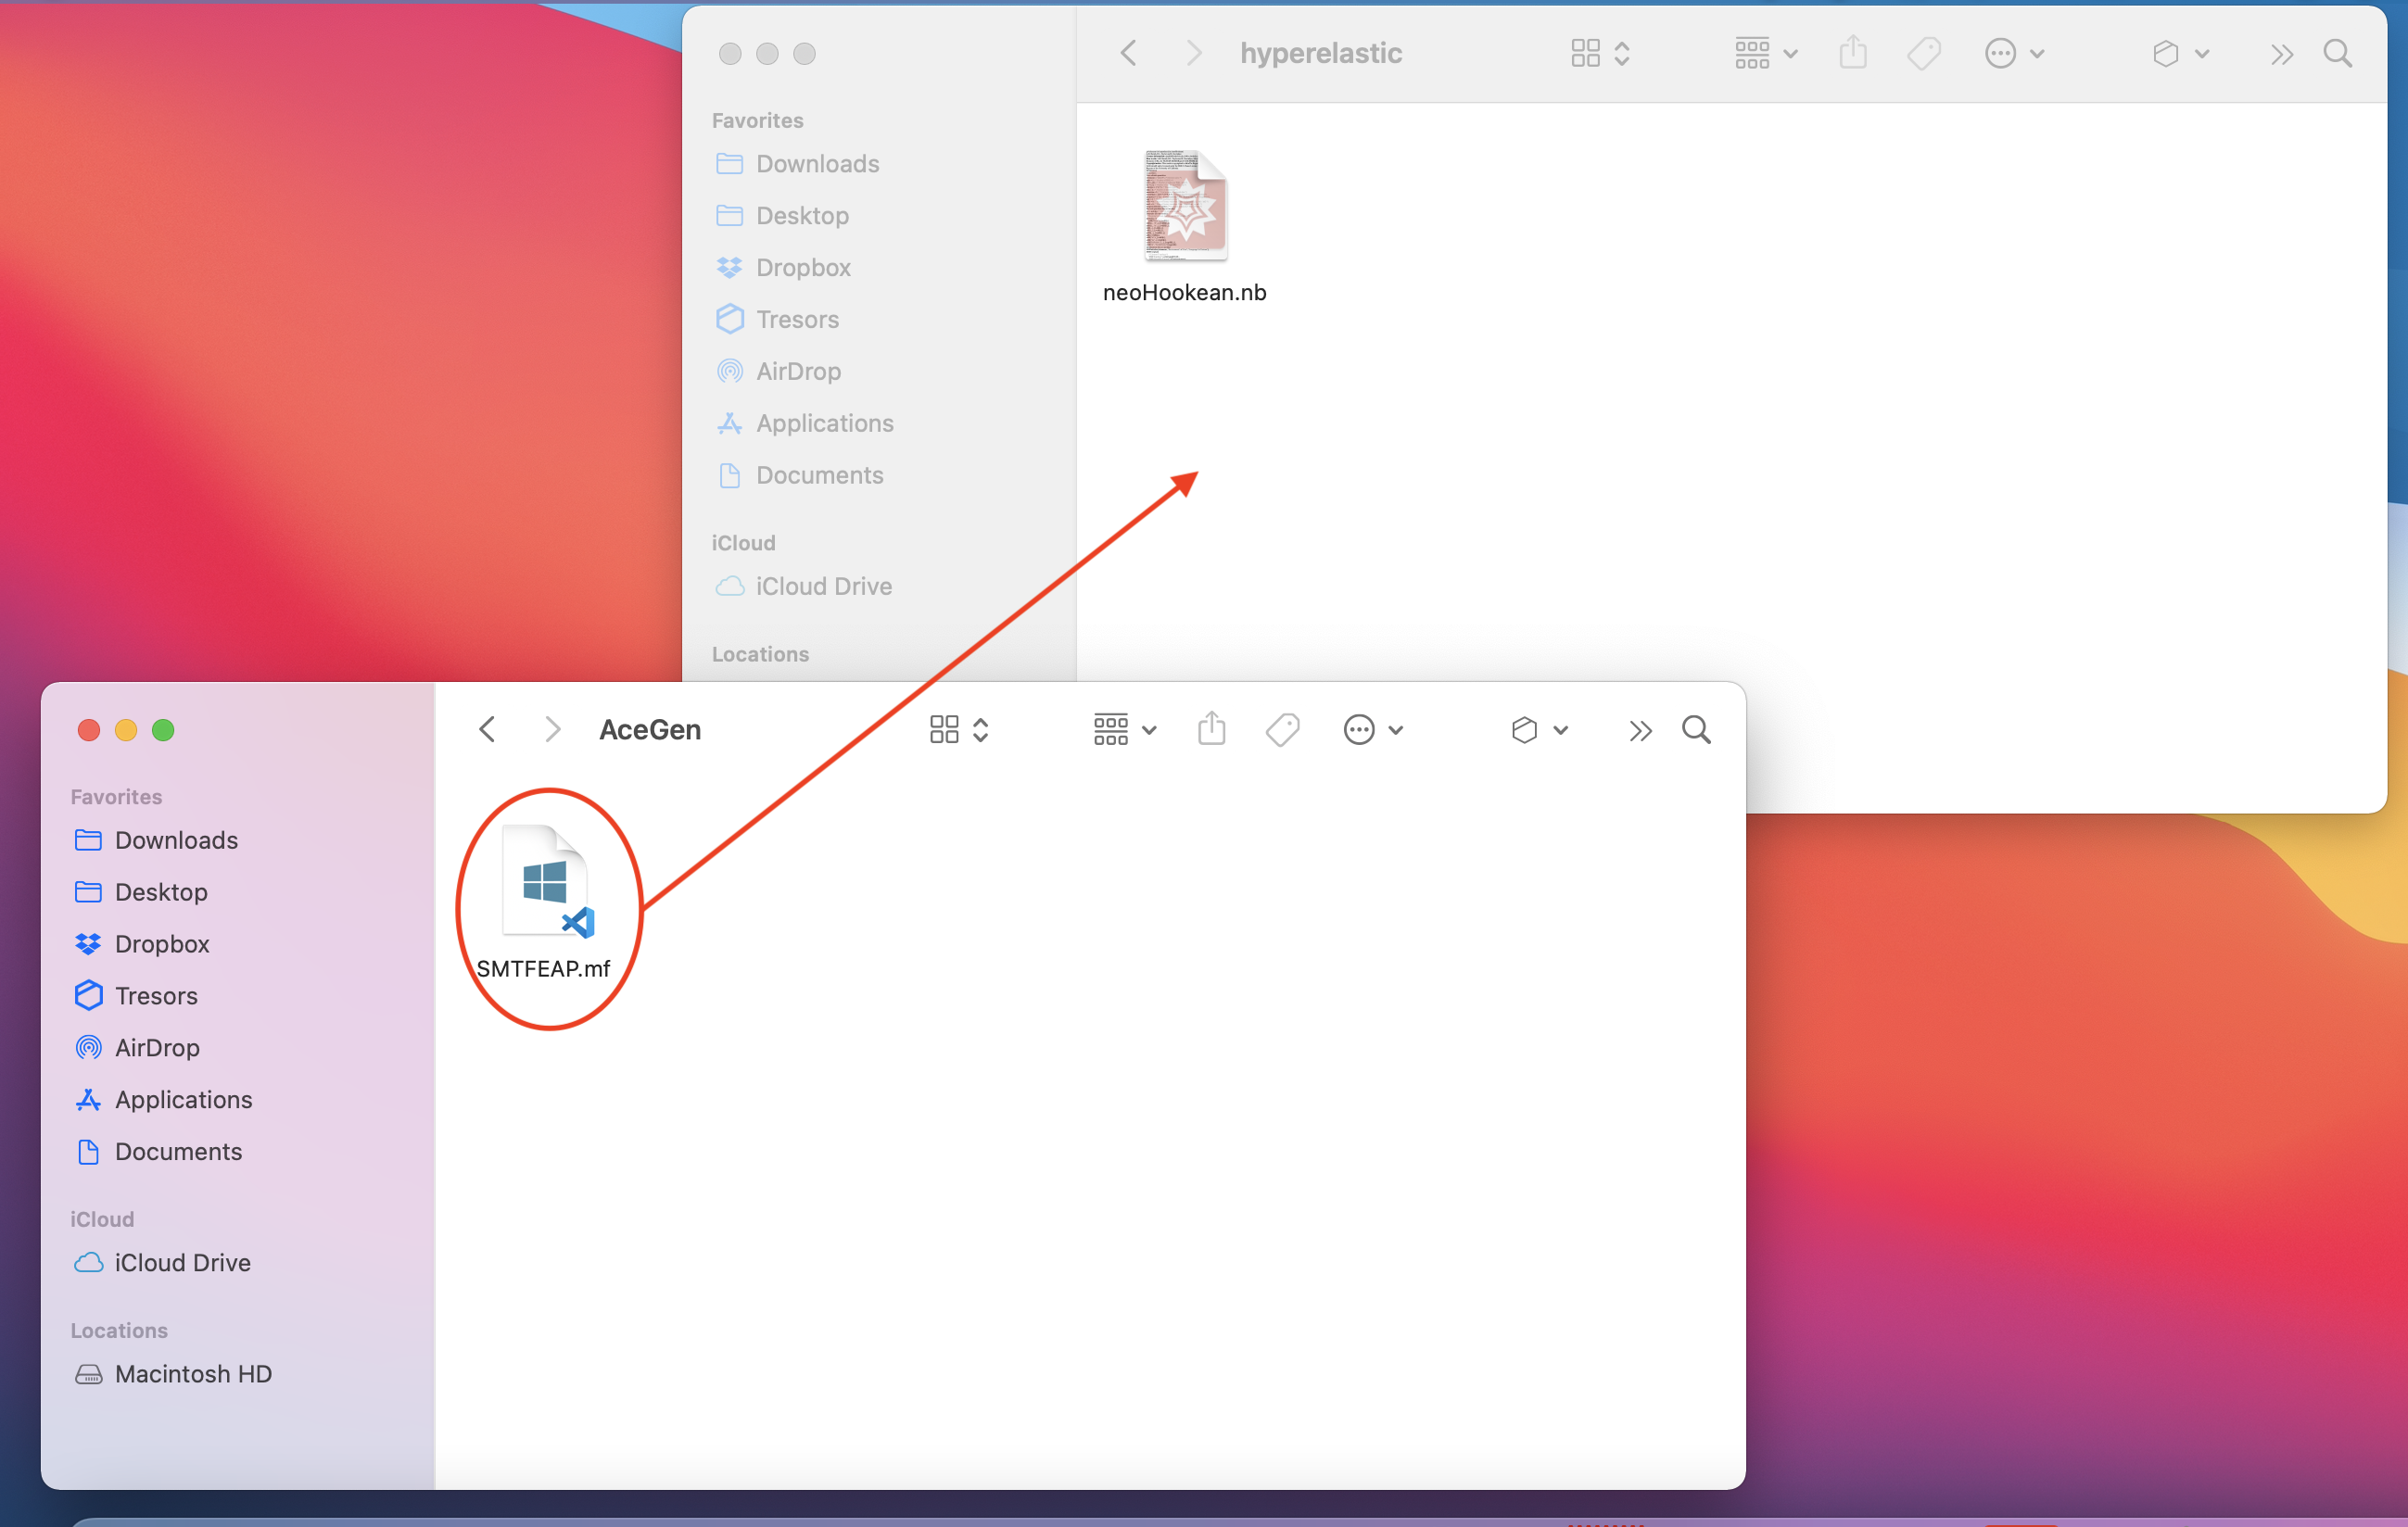 hyperelastic
Favorites
Downloads
Desktop
Dropbox
Tresors
AirDrop
Applications
Documents
iCloud
iCloud Drive
Locations
neoHookean.nb
AceGen
Favorites
Downloads
Desktop
Dropbox
Tresors
AirDrop
Applications
Documents
iCloud
iCloud Drive
Locations
Macintosh HD
SMTFEAP.mf